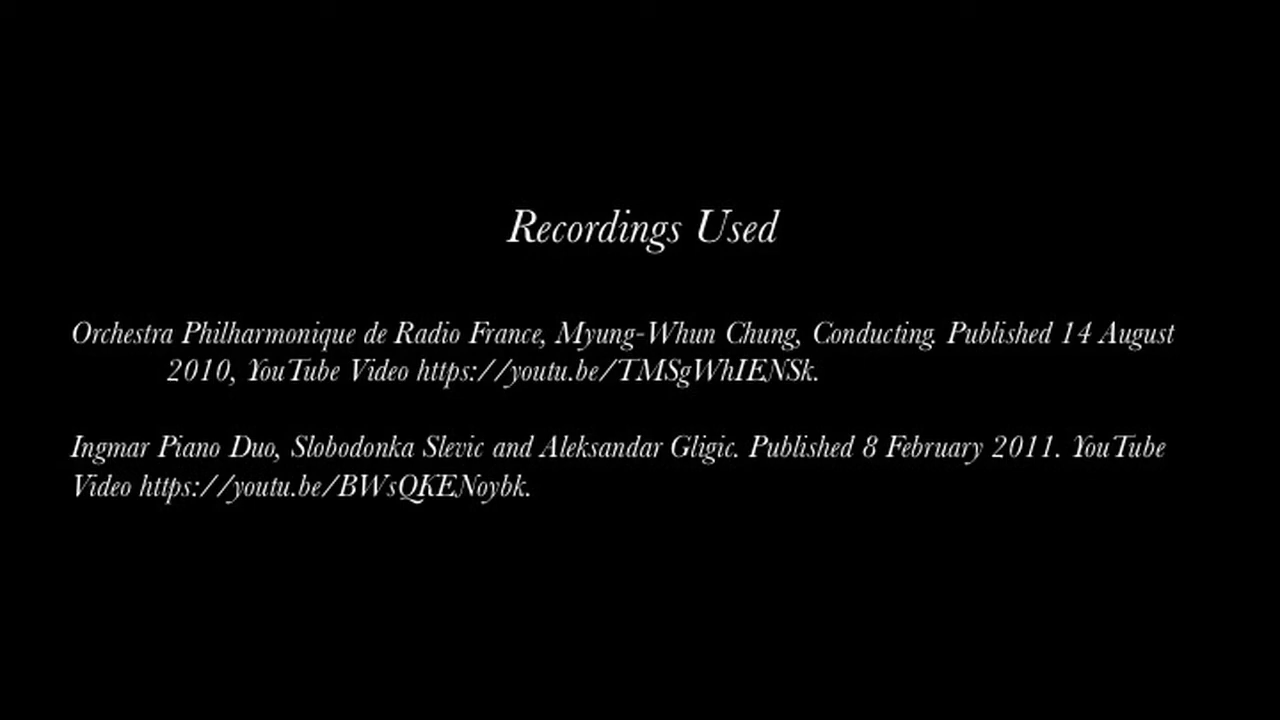 Recordings Used
Orchestra Philharmonique de Radio France, Myung-Whun Chung, Conducting. Published 14 August
2010, YouTube Video https://youtu.be/TMSgWhIENSk.
Ingmar Piano Duo, Slobodonka Slevic and Aleksandar Gligic. Published 8 February 2011. YouTube
Video https://youtu.be/BWsQKENoybk.